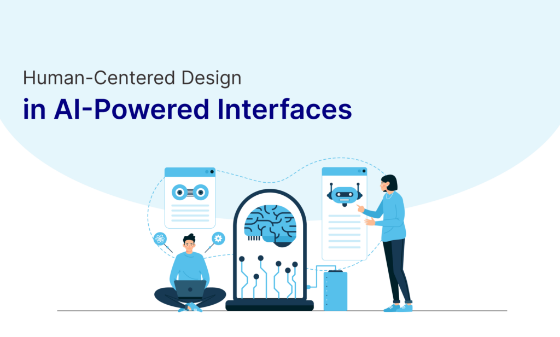 Human-Centered Design
in AI-Powered Interfaces